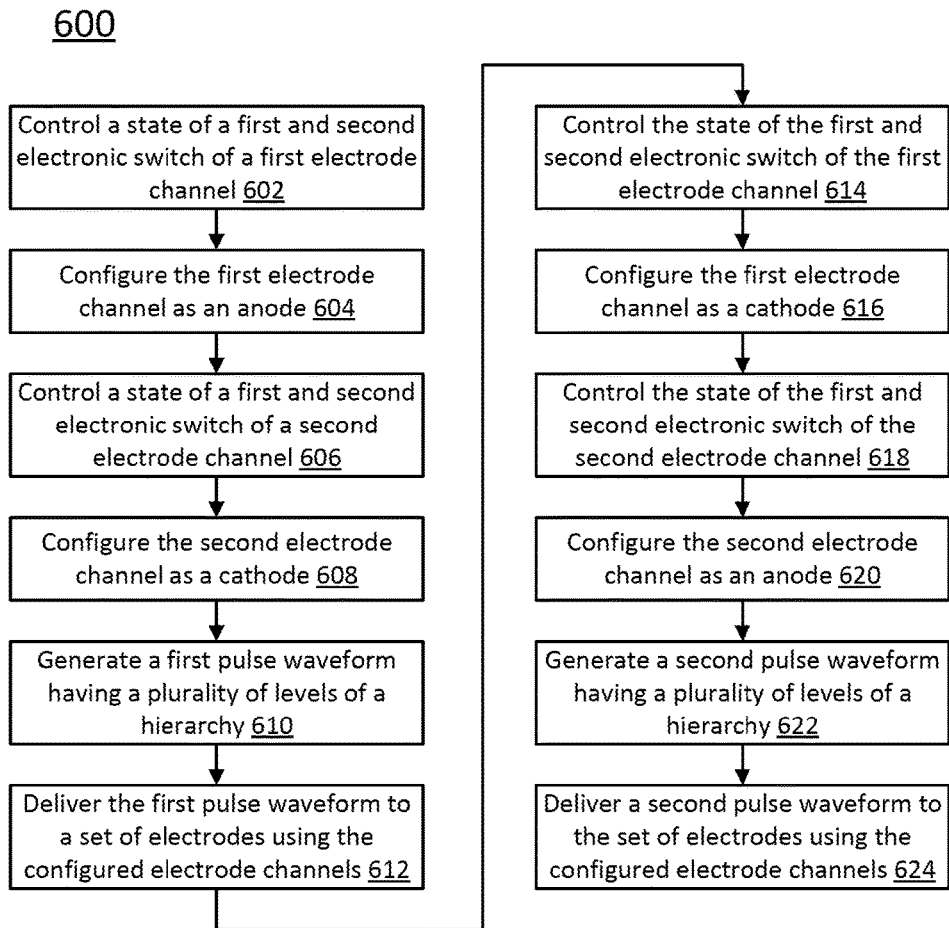 600
Control a state of a first and second
electronic switch of a first electrode
channel 602
Configure the first electrode
channel as an anode 604
Control a state of a first and second
electronic switch of a second
electrode channel 606
Configure the second electrode
channel as a cathode 608
Generate a first pulse waveform
having a plurality of levels of a
hierarchy 610
Deliver the first pulse waveform to
a set of electrodes using the
configured electrode channels 612
Control the state of the first and
second electronic switch of the first
electrode channel 614
Configure the first electrode
channel as a cathode 616
Control the state of the first and
second electronic switch of the
second electrode channel 618
Configure the second electrode
channel as an anode 620
Generate a second pulse waveform
having a plurality of levels of a
hierarchy 622
Deliver a second pulse waveform to
the set of electrodes using the
configured electrode channels 624